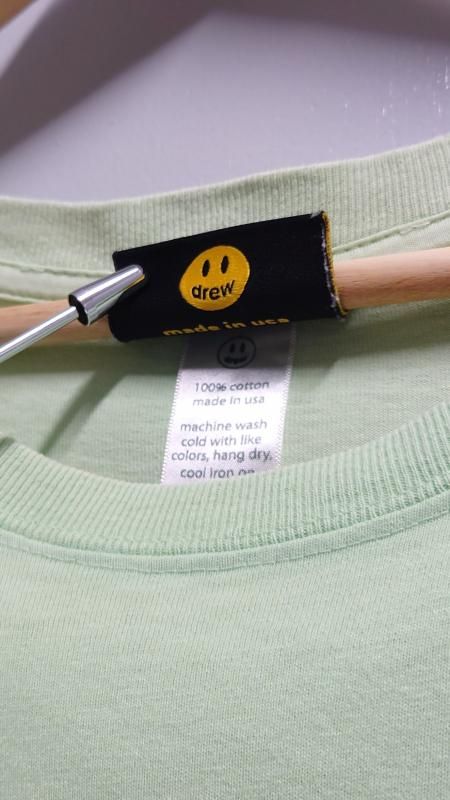 drew
made in usa
drew
100% cotton
made in usa
machine wash
cold with like
colors, hang dry,
cool iron on